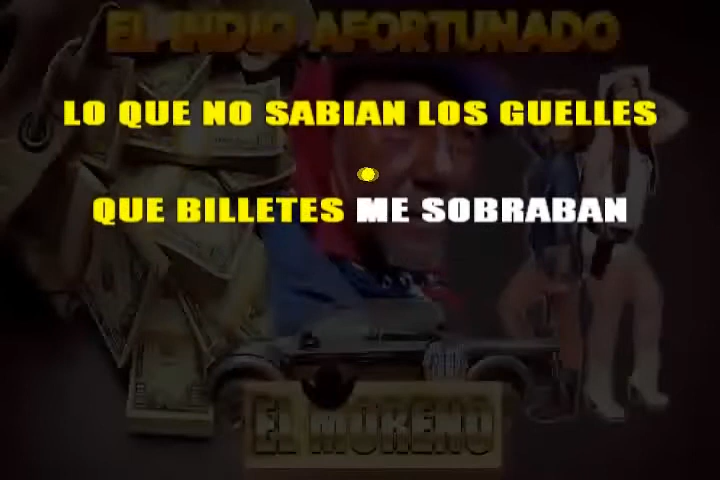 EL INDIO AFORTUNADO
LO QUE NO SABIAN LOS GUELLES
QUE BILLETES ME SOBRABAN
EL MORENO